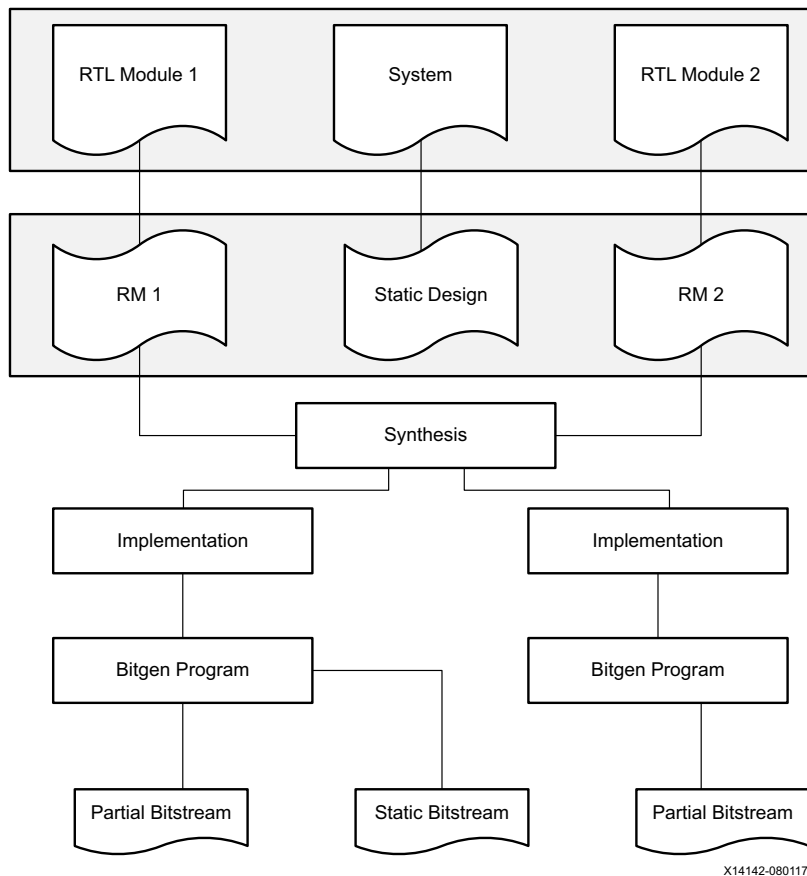 RTL Module 1
System
RTL Module 2
RM 1
Static Design
RM 2
Synthesis
Implementation
Implementation
Bitgen Program
Bitgen Program
Partial Bitstream
Static Bitstream
Partial Bitstream
X14142-080117